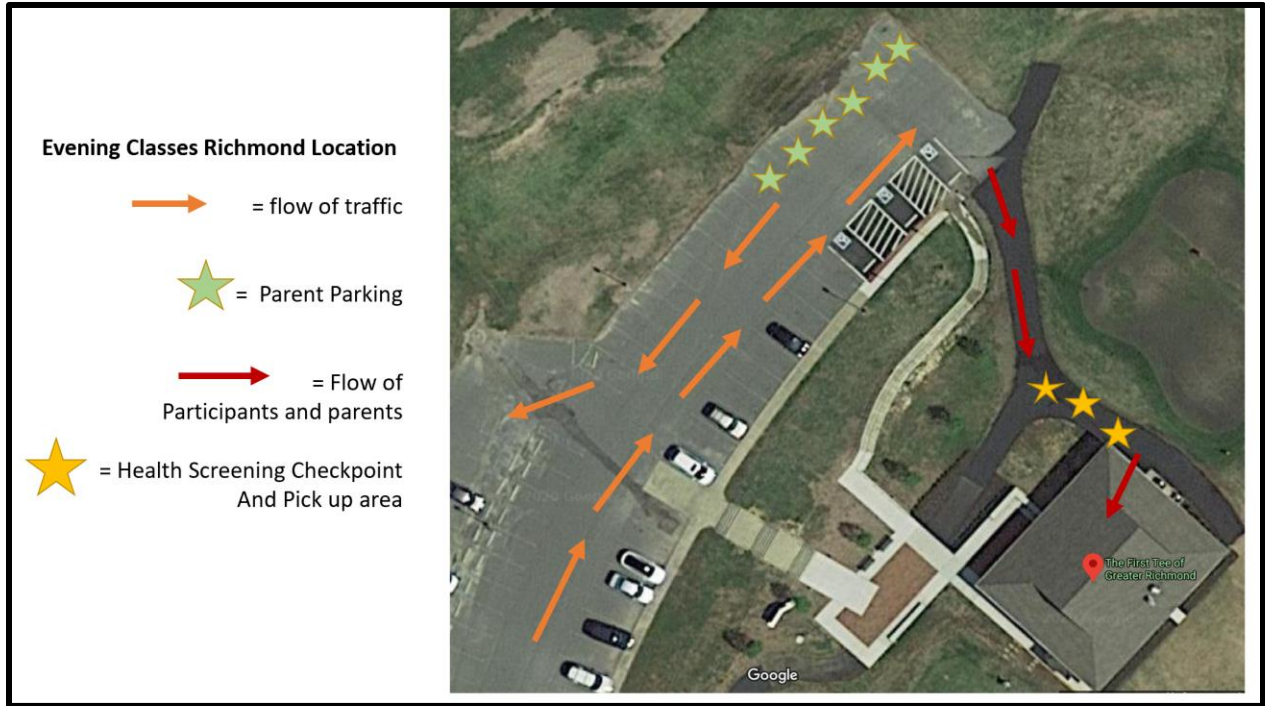 Evening Classes Richmond Location
= flow of traffic
= Parent Parking
= Flow of
Participants and parents
= Health Screening Checkpoint
And Pick up area
The First Tee of
Greater Richmond
Google